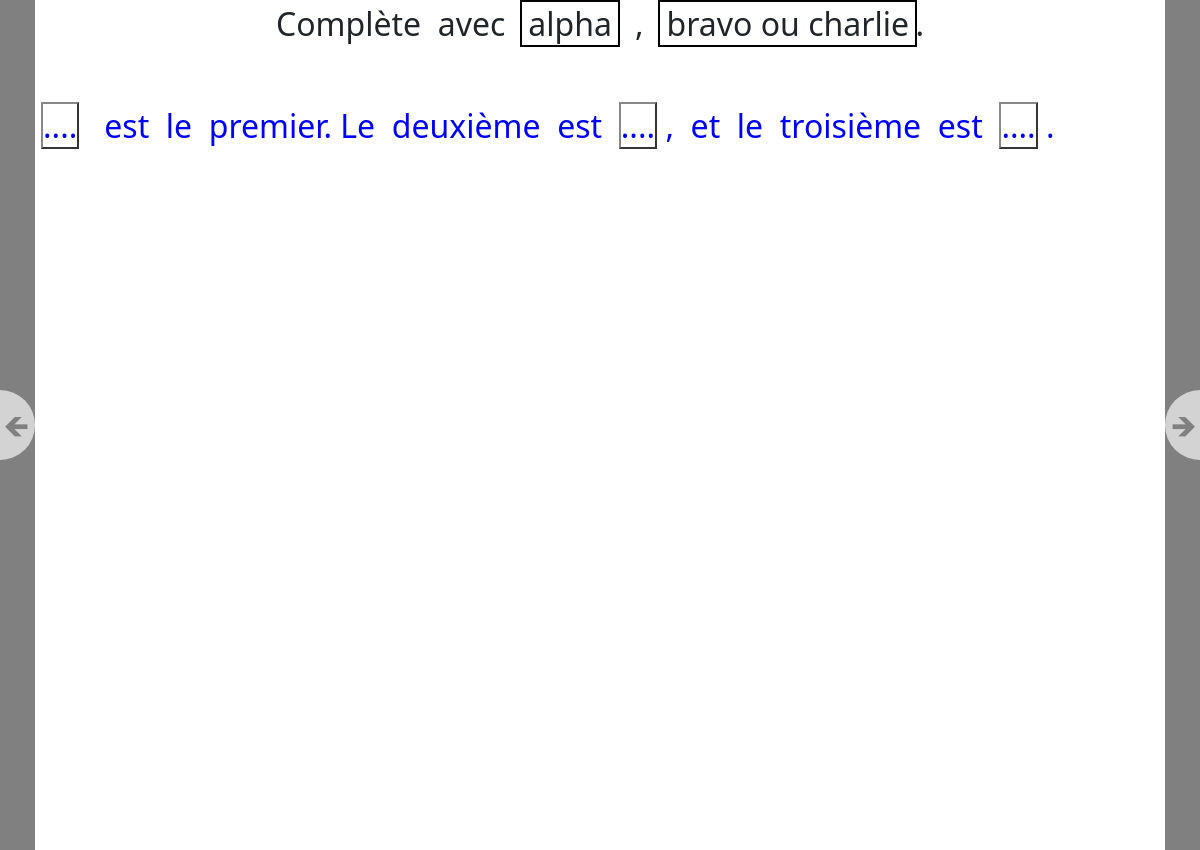 Complète avec alpha , bravo ou charlie.
.... est le premier. Le deuxième est .... , et le troisième est .... .